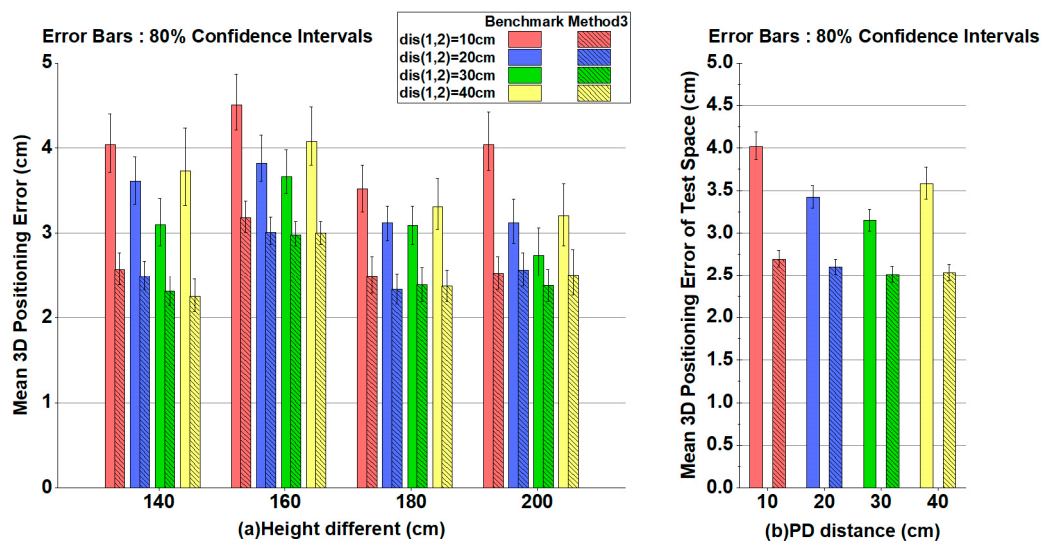 Benchmark Method3
dis(1,2)=10cm
dis(1,2)=20cm
dis(1,2)=30cm
dis(1,2)=40cm
Error Bars : 80% Confidence Intervals
Mean 3D Positioning Error (cm)
5
4
3
2
1
0
140 160 180 200
(a)Height different (cm)
Error Bars : 80% Confidence Intervals
Mean 3D Positioning Error of Test Space (cm)
5.0
4.5
4.0
3.5
3.0
2.5
2.0
1.5
1.0
0.5
0.0
10 20 30 40
(b)PD distance (cm)